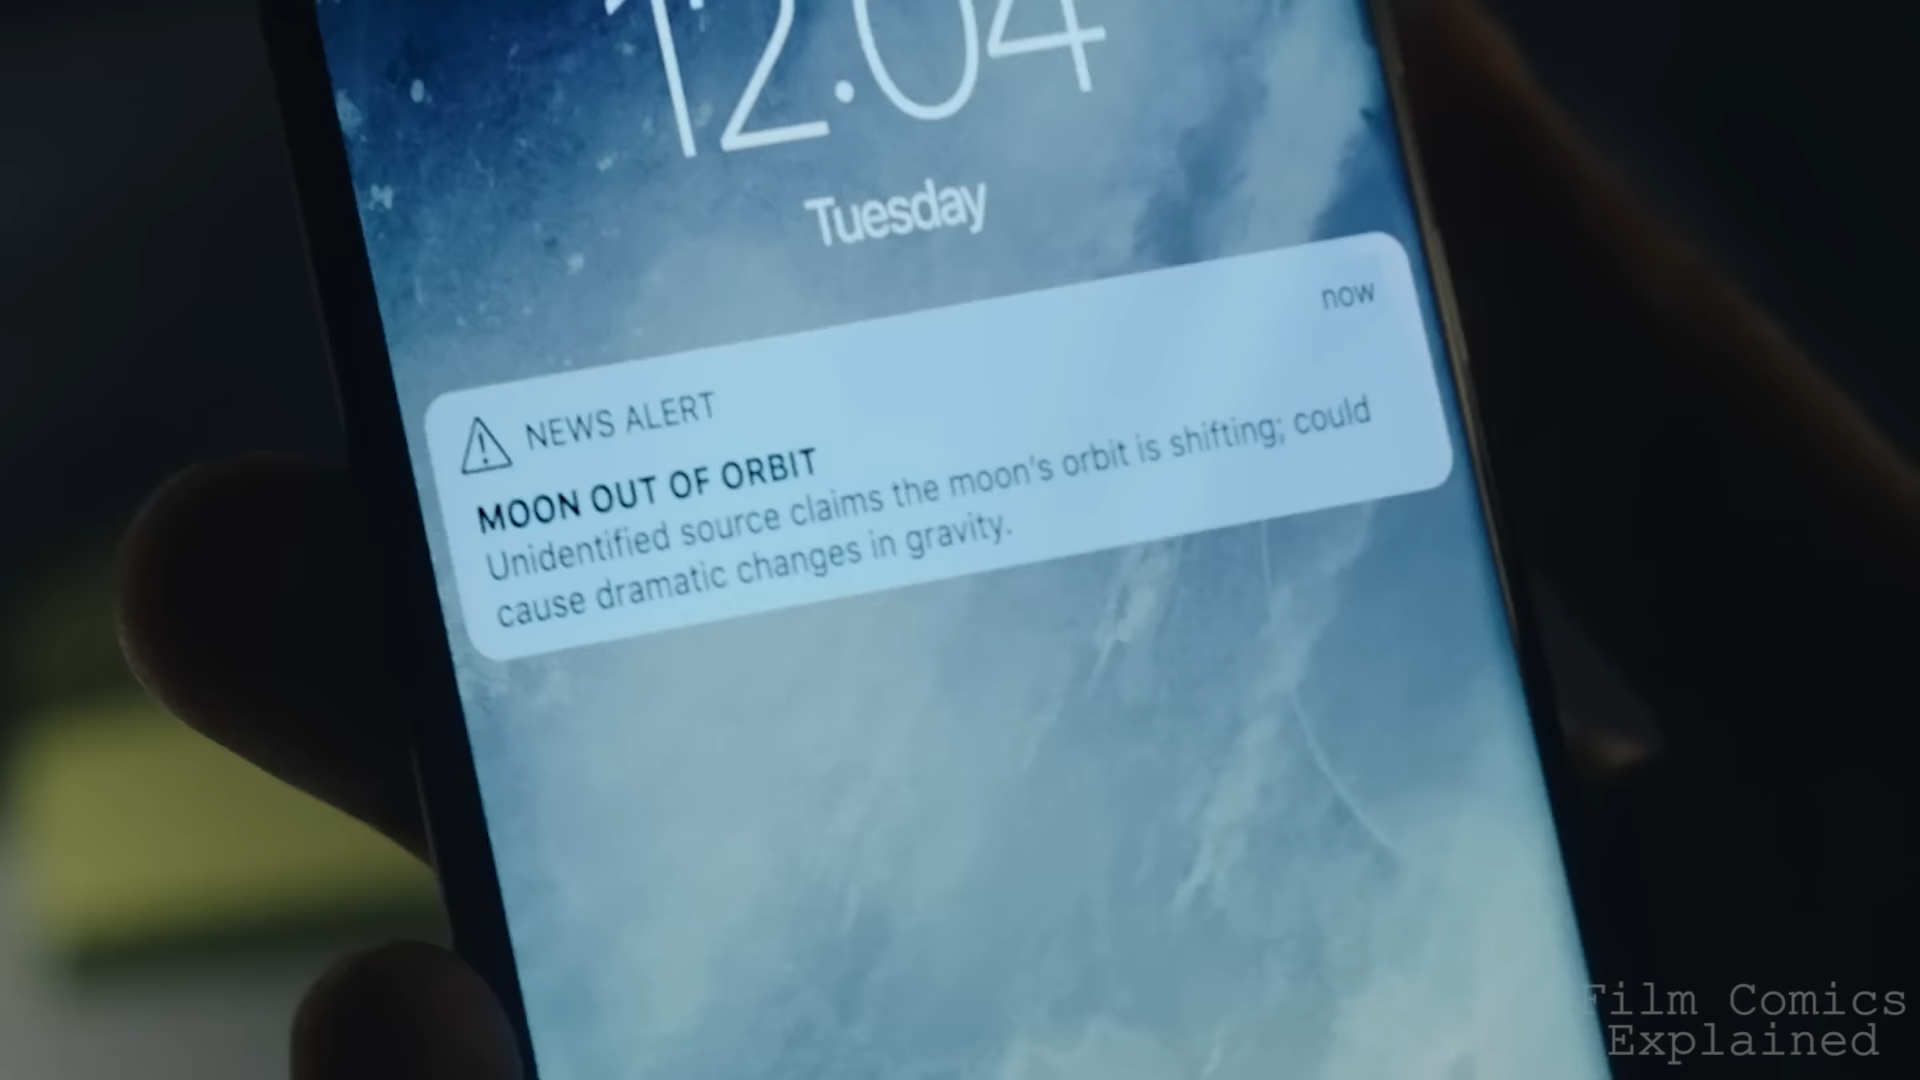 12:04
Tuesday
now
NEWS ALERT
MOON OUT OF ORBIT
Unidentified source claims the moon's orbit is shifting; could
cause dramatic changes in gravity.
Film Comics
Explained